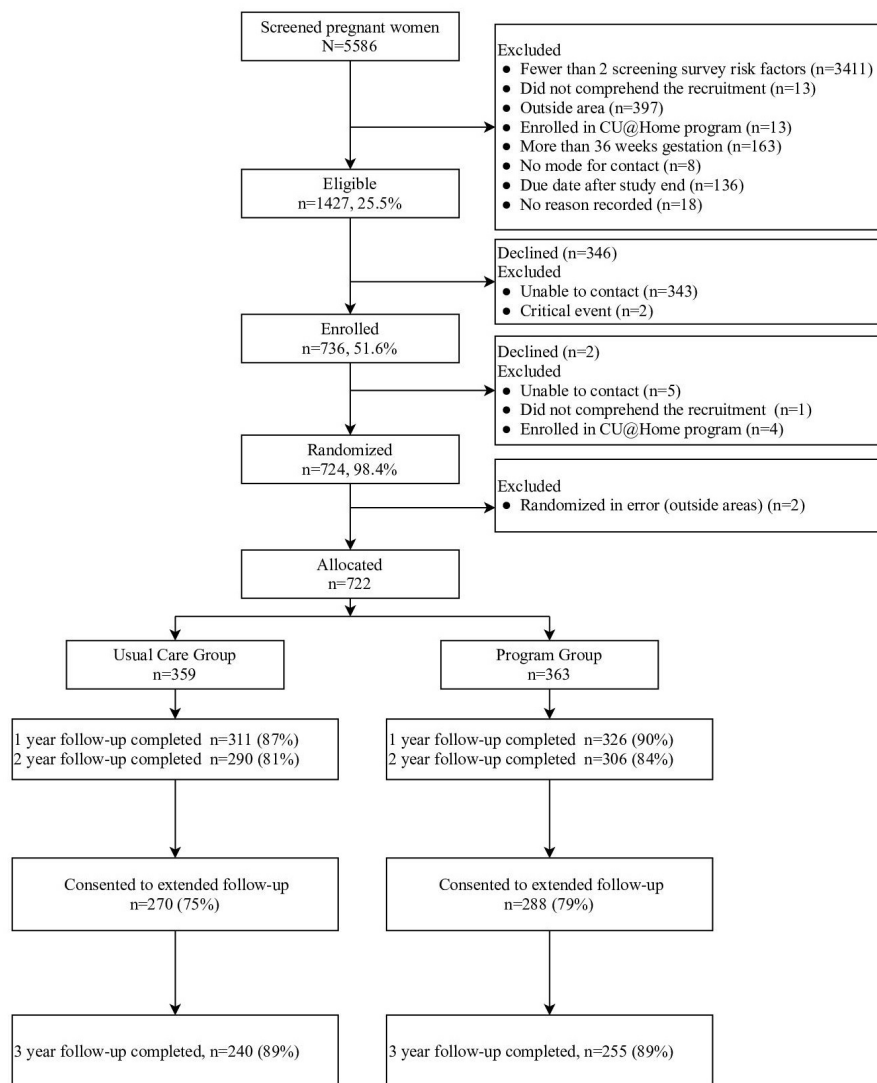 Screened pregnant women
N=5586
Excluded
● Fewer than 2 screening survey risk factors (n=3411)
● Did not comprehend the recruitment (n=13)
● Outside area (n=397)
● Enrolled in CU@Home program (n=13)
● More than 36 weeks gestation (n=163)
● No mode for contact (n=8)
● Due date after study end (n=136)
● No reason recorded (n=18)
Eligible
n=1427, 25.5%
Declined (n=346)
Excluded
● Unable to contact (n=343)
● Critical event (n=2)
Enrolled
n=736, 51.6%
Declined (n=2)
Excluded
● Unable to contact (n=5)
● Did not comprehend the recruitment (n=1)
● Enrolled in CU@Home program (n=4)
Randomized
n=724, 98.4%
Excluded
● Randomized in error (outside areas) (n=2)
Allocated
n=722
Usual Care Group
n=359
Program Group
n=363
1 year follow-up completed n=311 (87%)
2 year follow-up completed n=290 (81%)
1 year follow-up completed n=326 (90%)
2 year follow-up completed n=306 (84%)
Consented to extended follow-up
n=270 (75%)
Consented to extended follow-up
n=288 (79%)
3 year follow-up completed, n=240 (89%)
3 year follow-up completed, n=255 (89%)